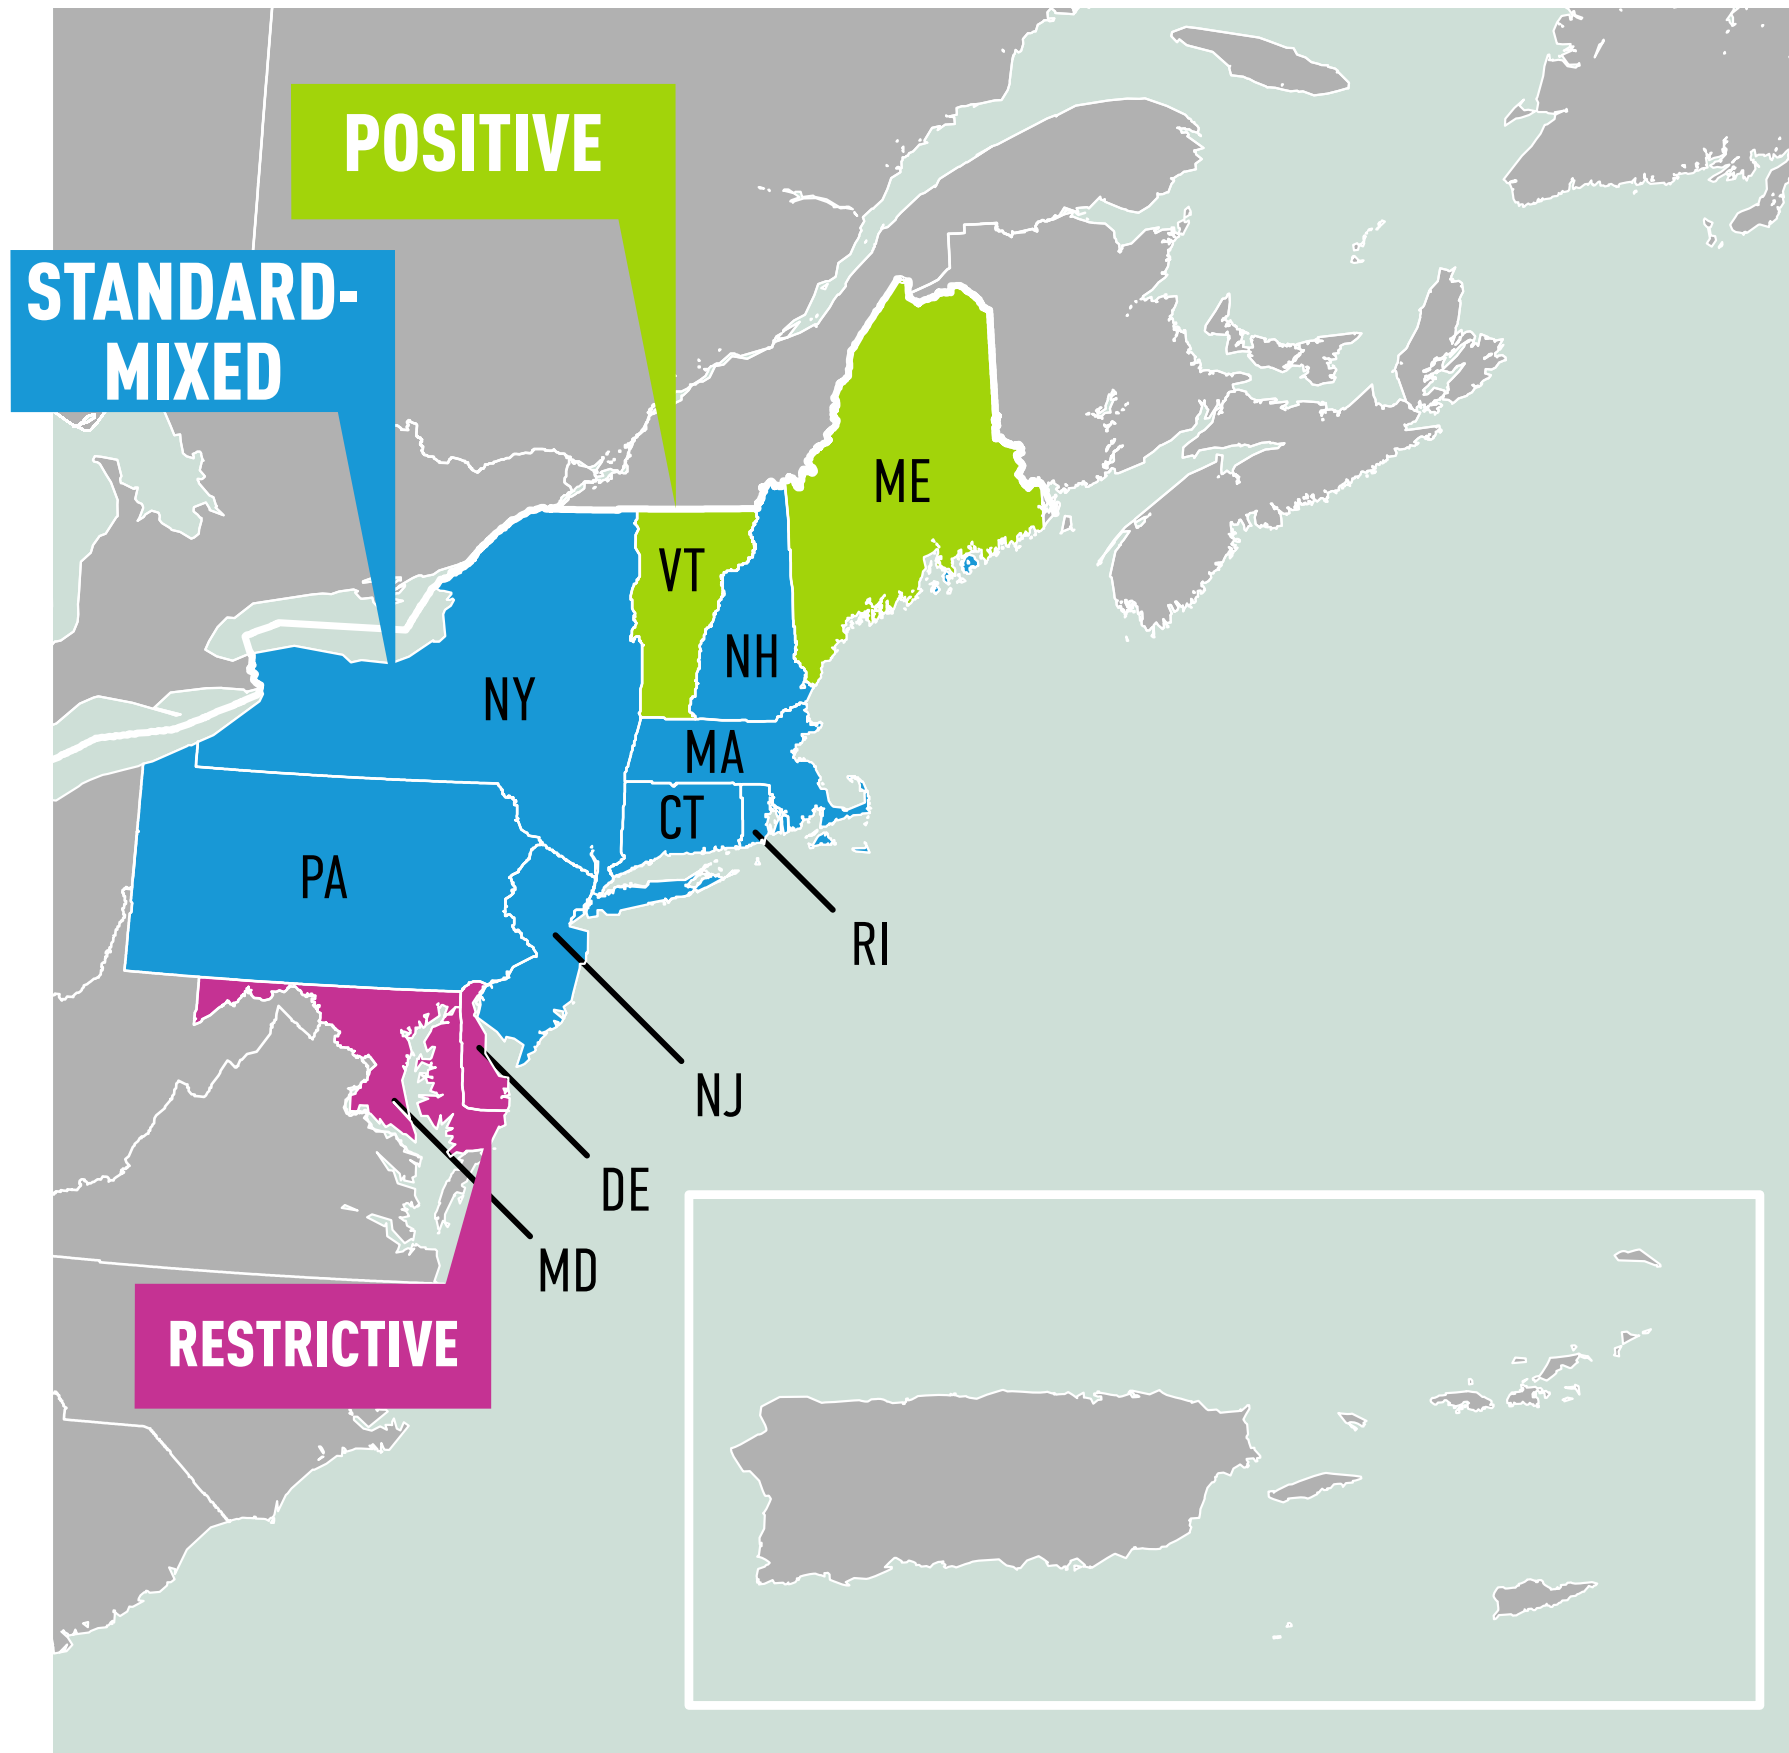 POSITIVE
STANDARD-
MIXED
ME
VT
NH
NY
MA
CT
PA
RI
NJ
DE
MD
RESTRICTIVE